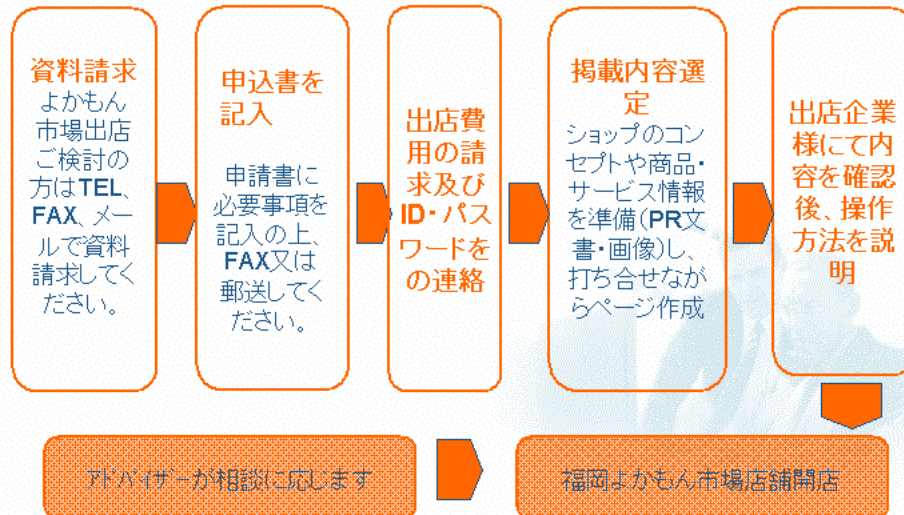 資料請求
よかもん
市場出店
ご検討の
方はTEL、
FAX、メー
ルで資料
請求してく
ださい。
申込書を
記入
申請書に
必要事項を
記入の上、
FAX又は
郵送してく
ださい。
出店費
用の請
求及び
ID・パス
ワードを
の連絡
掲載内容選
定
ショップのコン
セプトや商品・
サービス情報
を準備(PR文
書・画像)し、
打ち合せなが
らページ作成
出店企業
様にて内
容を確認
後、操作
方法を説
明
アドバイザーが相談に応じます
福岡よかもん市場店舗開店